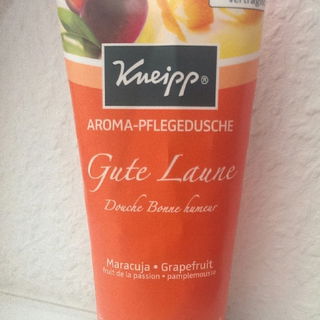 Kneipp®
AROMA-PFLEGEDUSCHE
Gute Laune
Douche Bonne humeur
Maracuja • Grapefruit
fruit de la passion • pamplemousse